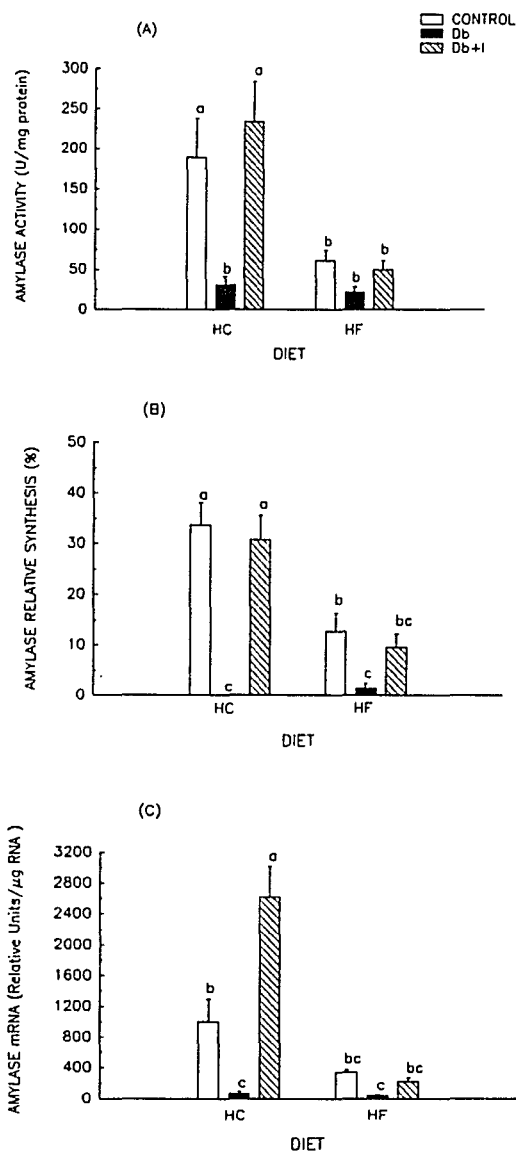 CONTROL
Db
Db+I
(A)
AMYLASE ACTIVITY (U/mg protein)
300
250
200
150
100
50
0
a
b
a
b
b
b
HC
HF
DIET
(B)
AMYLASE RELATIVE SYNTHESIS (%)
50
40
30
20
10
0
a
c
a
b
c
bc
HC
HF
DIET
(C)
AMYLASE mRNA (Relative Units/µg RNA )
3200
2800
2400
2000
1600
1200
800
400
0
b
c
a
bc
c
bc
HC
HF
DIET